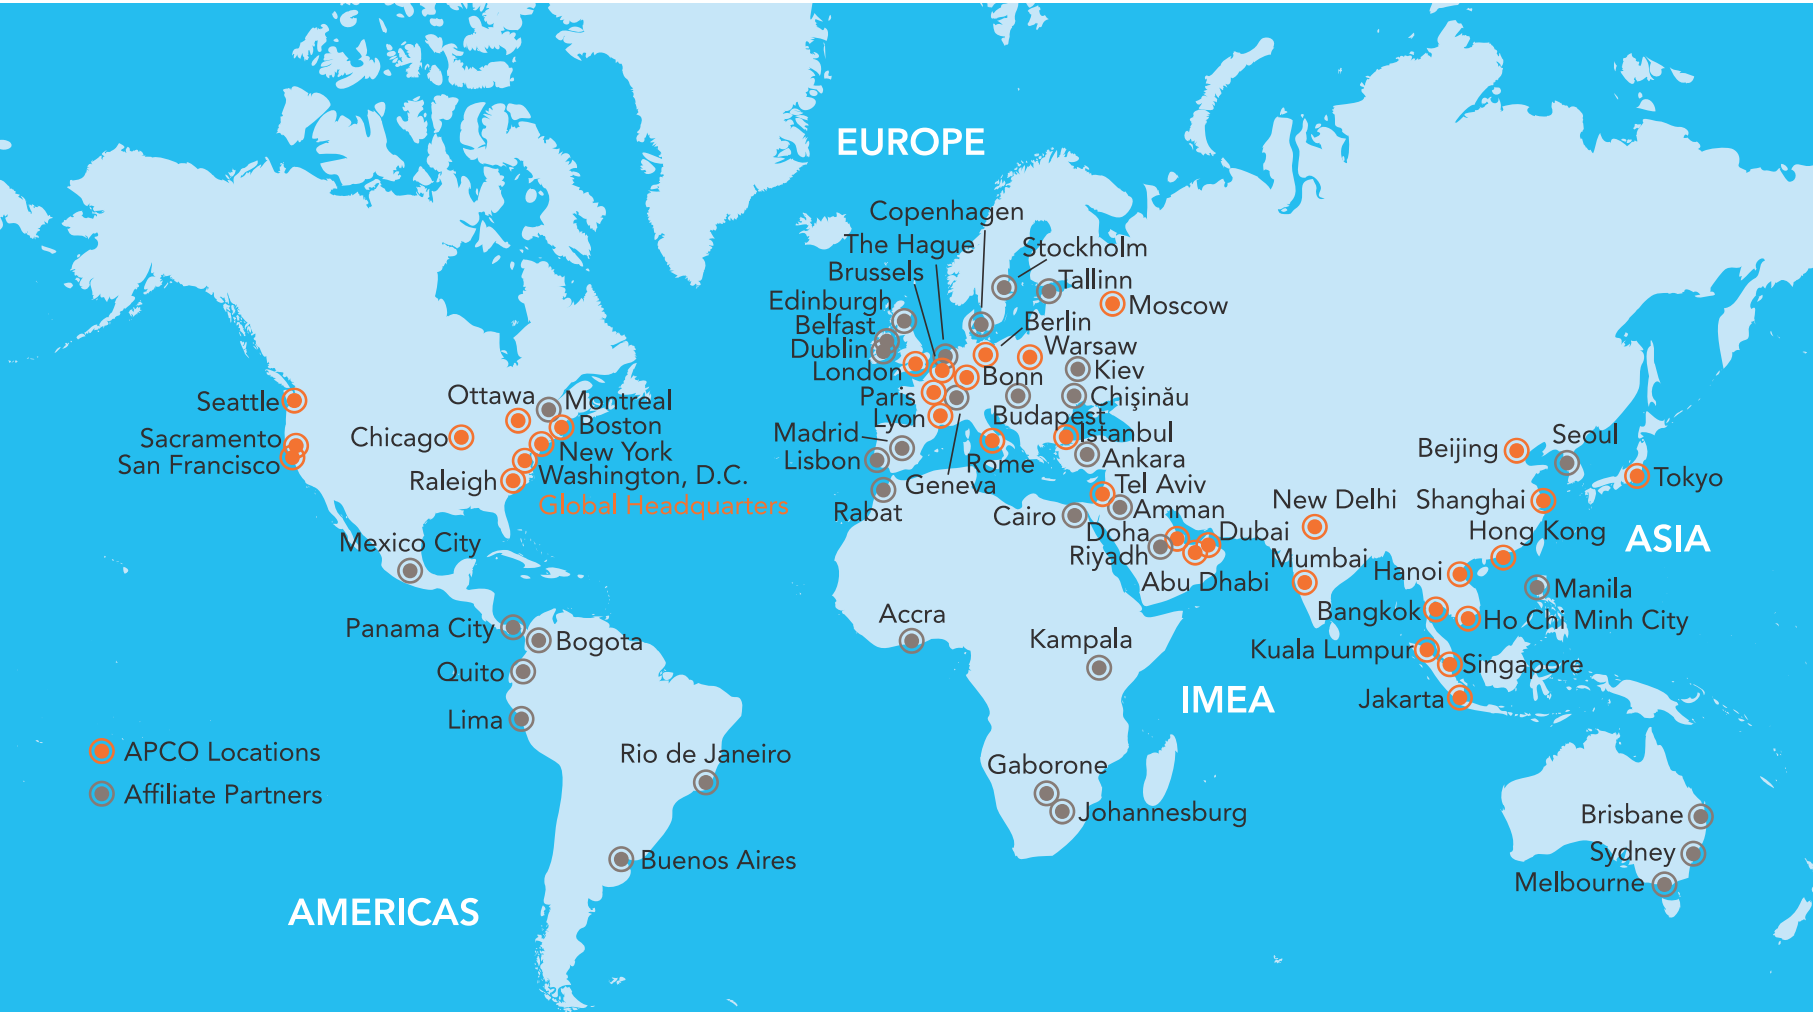 EUROPE
Copenhagen
The Hague
Stockholm
Brussels
Tallinn
Edinburgh
Moscow
Belfast
Berlin
Dublin
Warsaw
London
Kiev
Bonn
Paris
Chişinău
Lyon
Budapest
Madrid
Istanbul
Lisbon
Rome
Ankara
Geneva
Tel Aviv
Rabat
Cairo
Amman
Doha
Dubai
Riyadh
Abu Dhabi
Seattle
Ottawa
Montreal
Sacramento
Chicago
Boston
San Francisco
New York
Raleigh
Washington, D.C.
Global Headquarters
Mexico City
Panama City
Bogota
Quito
Lima
Rio de Janeiro
Buenos Aires
AMERICAS
APCO Locations
Affiliate Partners
Accra
Kampala
IMEA
Gaborone
Johannesburg
Beijing
Seoul
Tokyo
New Delhi
Shanghai
Hong Kong
ASIA
Mumbai
Hanoi
Manila
Bangkok
Ho Chi Minh City
Kuala Lumpur
Singapore
Jakarta
Brisbane
Sydney
Melbourne